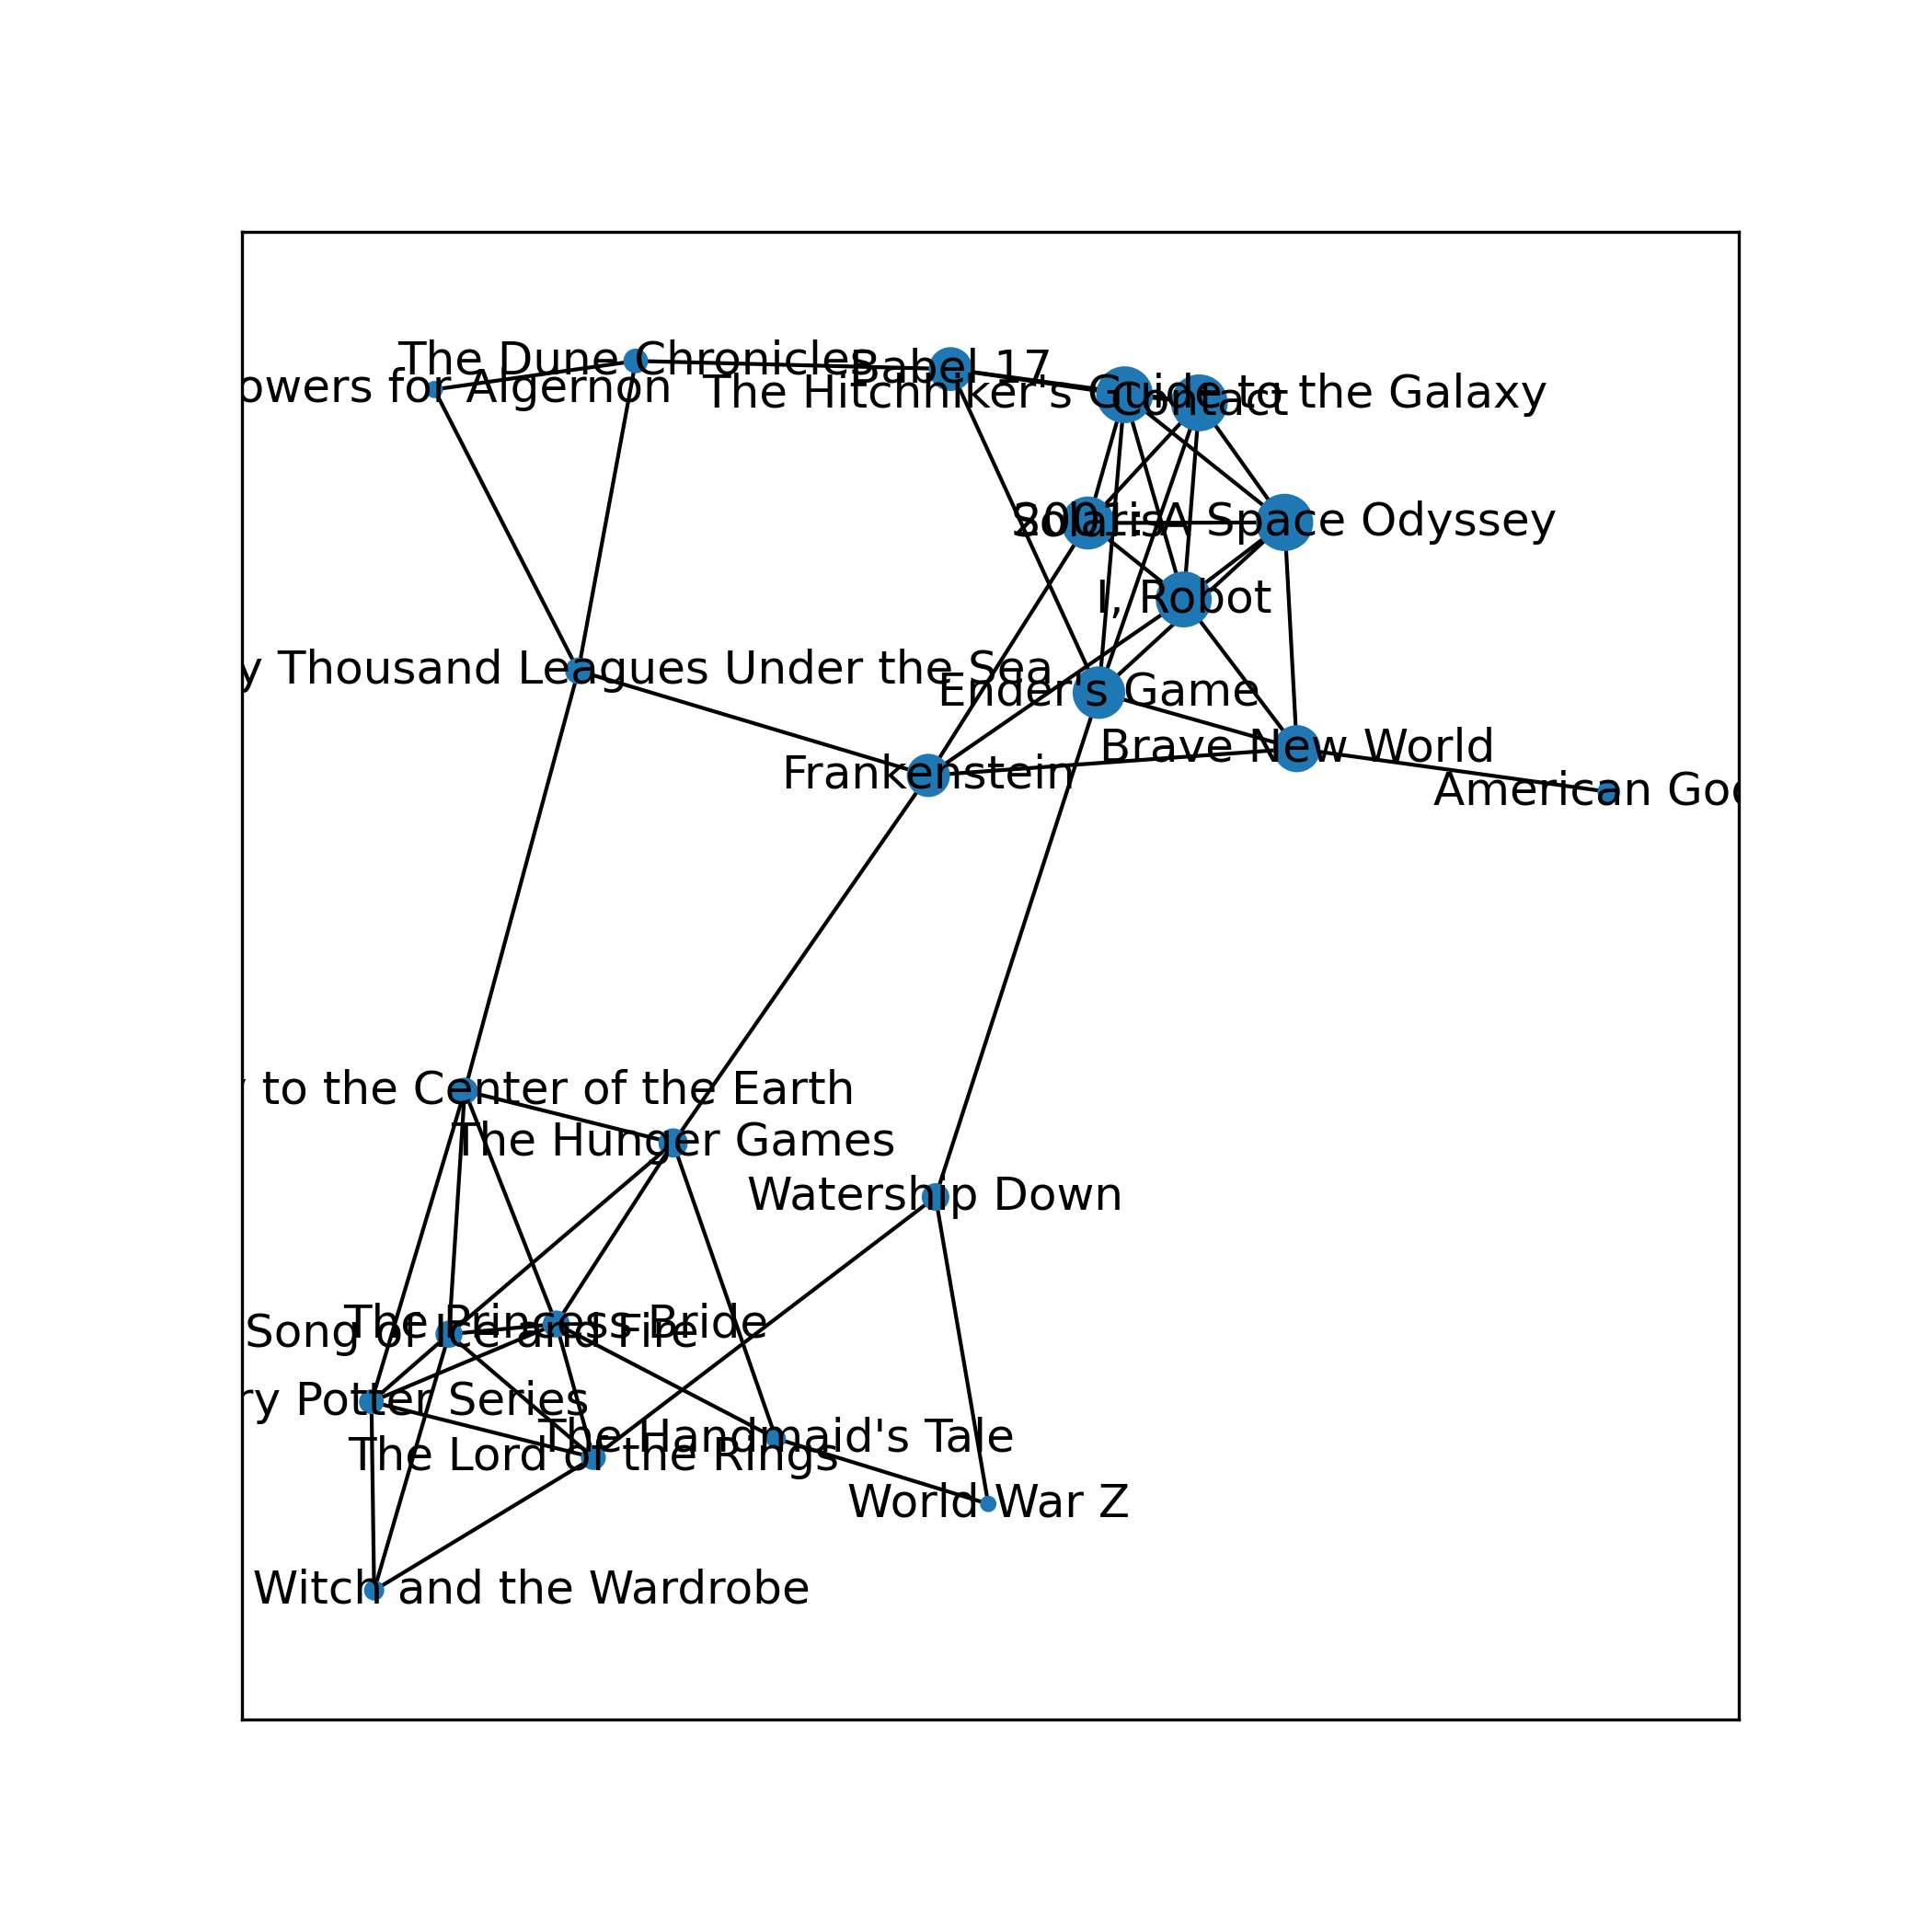 The Dune Chronicles
Babel 17
owers for Algernon
The Hitchhiker's Guide to the Galaxy
Contact
Solaris
2001: A Space Odyssey
I, Robot
y Thousand Leagues Under the Sea
Ender's Game
Brave New World
Frankenstein
American Go
to the Center of the Earth
The Hunger Games
Watership Down
The Princess Bride
Song of Ice and Fire
ry Potter Series
The Handmaid's Tale
The Lord of the Rings
World War Z
Witch and the Wardrobe